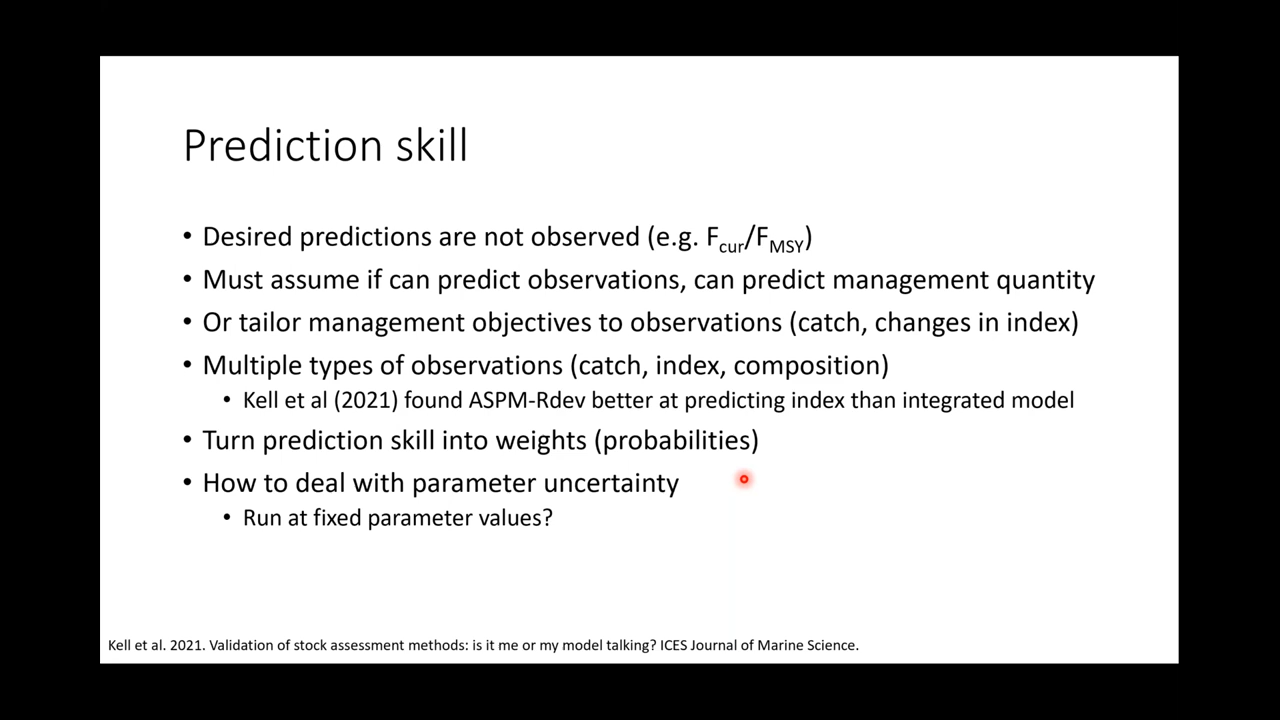 Prediction skill
• Desired predictions are not observed (e.g. Fcur/FMSY)
• Must assume if can predict observations, can predict management quantity
• Or tailor management objectives to observations (catch, changes in index)
• Multiple types of observations (catch, index, composition)
• Kell et al (2021) found ASPM-Rdev better at predicting index than integrated model
• Turn prediction skill into weights (probabilities)
• How to deal with parameter uncertainty
• Run at fixed parameter values?
Kell et al. 2021. Validation of stock assessment methods: is it me or my model talking? ICES Journal of Marine Science.